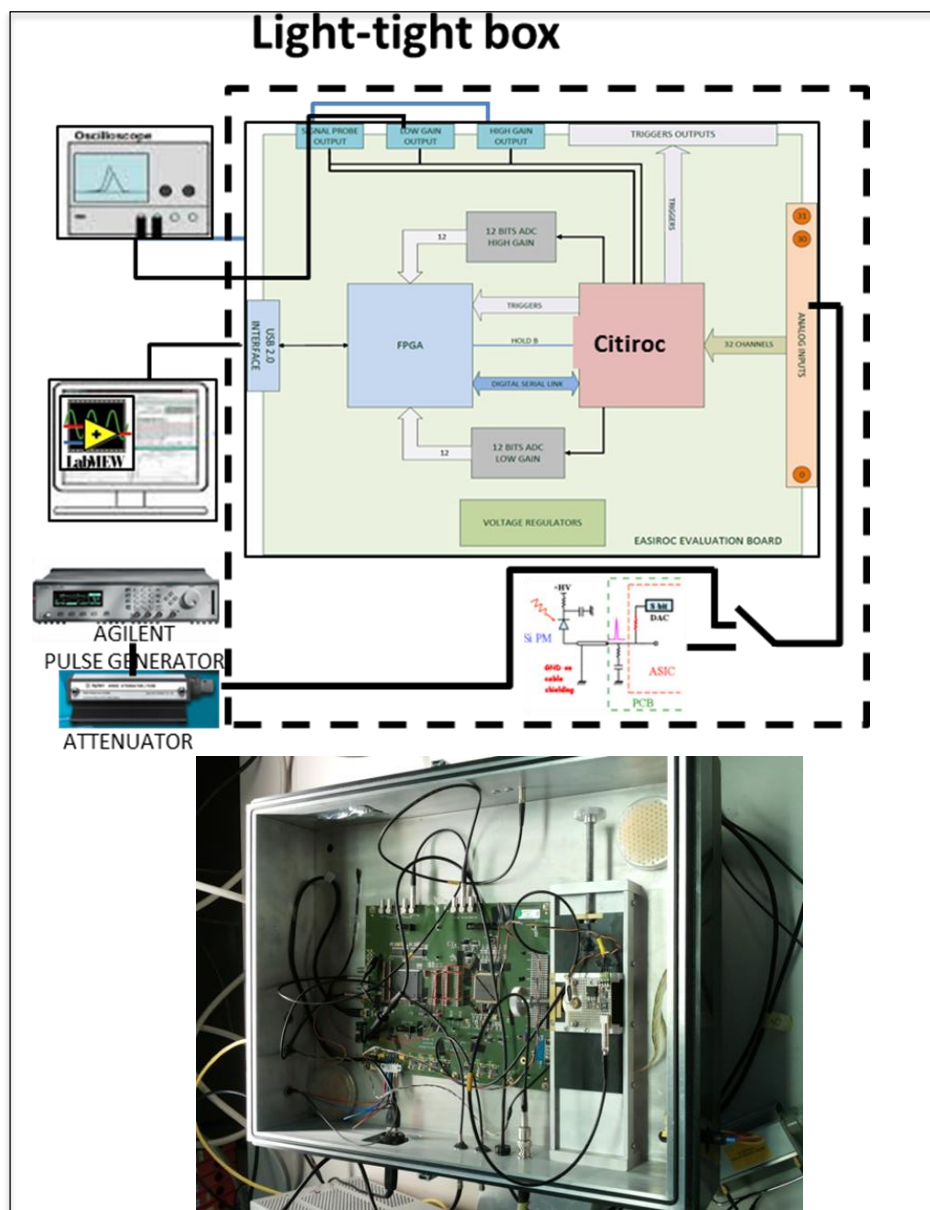 Light-tight box
Oscilloscope
SIGNAL PROBE
OUTPUT
LOW GAIN
OUTPUT
HIGH GAIN
OUTPUT
TRIGGERS OUTPUTS
TRIGGERS
31
30
12
12 BITS ADC
HIGH GAIN
USB 2.0
INTERFACE
FPGA
TRIGGERS
HOLD B
DIGITAL SERIAL LINK
Citiroc
32 CHANNELS
ANALOG INPUTS
12
12 BITS ADC
LOW GAIN
0
LabVIEW
VOLTAGE REGULATORS
EASIROC EVALUATION BOARD
AGILENT
PULSE GENERATOR
ATTENUATOR
+HV
Si PM
8 bit
DAC
GND on
cable
shielding
ASIC
PCB